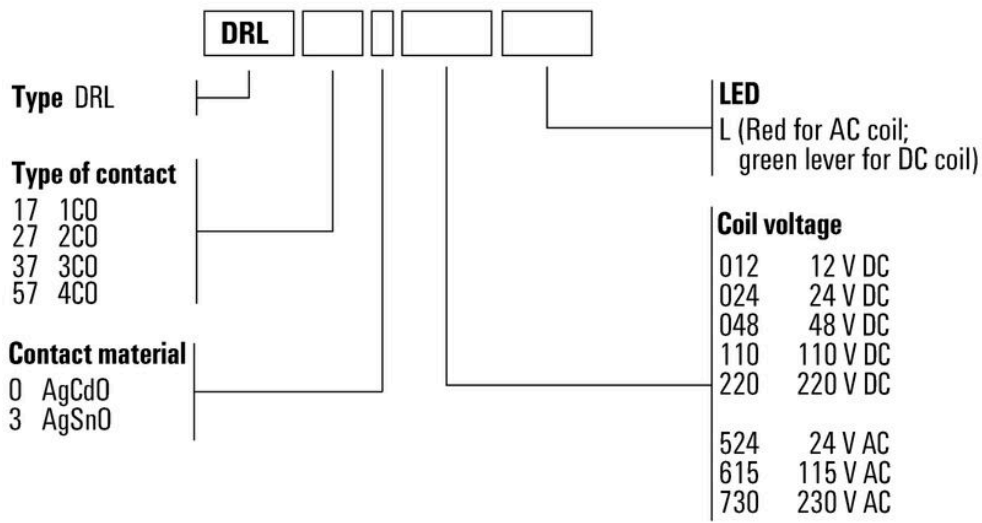 DRL
Type DRL
Type of contact
17 1CO
27 2CO
37 3CO
57 4CO
Contact material
0 AgCdO
3 AgSnO
LED
L (Red for AC coil;
green lever for DC coil)
Coil voltage
012 12 V DC
024 24 V DC
048 48 V DC
110 110 V DC
220 220 V DC
524 24 V AC
615 115 V AC
730 230 V AC